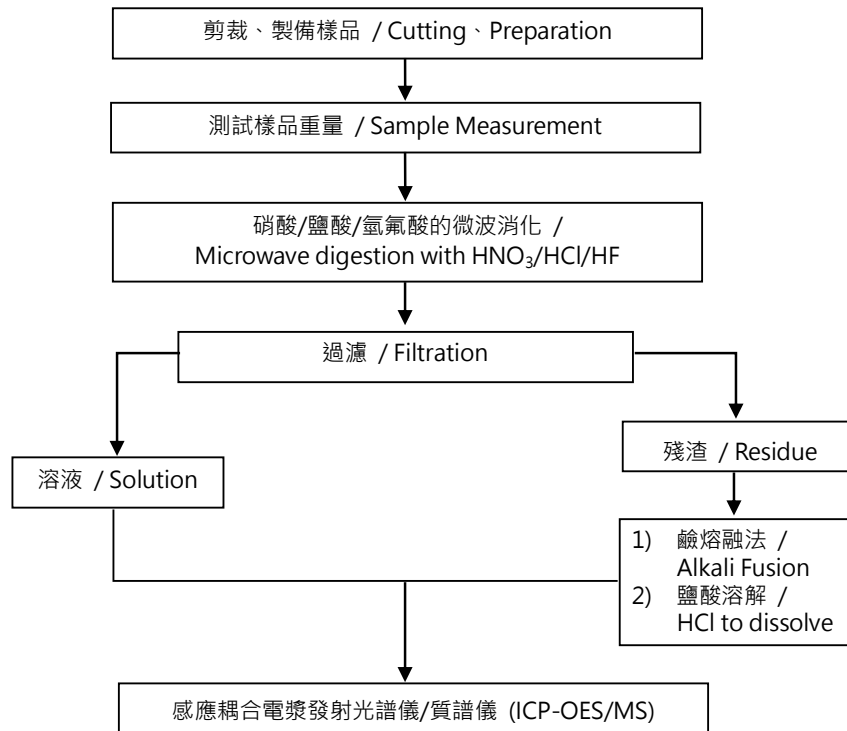 剪裁、製備樣品 / Cutting、Preparation
測試樣品重量 / Sample Measurement
硝酸/鹽酸/氫氟酸的微波消化 /
Microwave digestion with HNO₃/HCl/HF
過濾 / Filtration
溶液 / Solution
殘渣 / Residue
1) 鹼熔融法 /
Alkali Fusion
2) 鹽酸溶解 /
HCl to dissolve
感應耦合電漿發射光譜儀/質譜儀 (ICP-OES/MS)